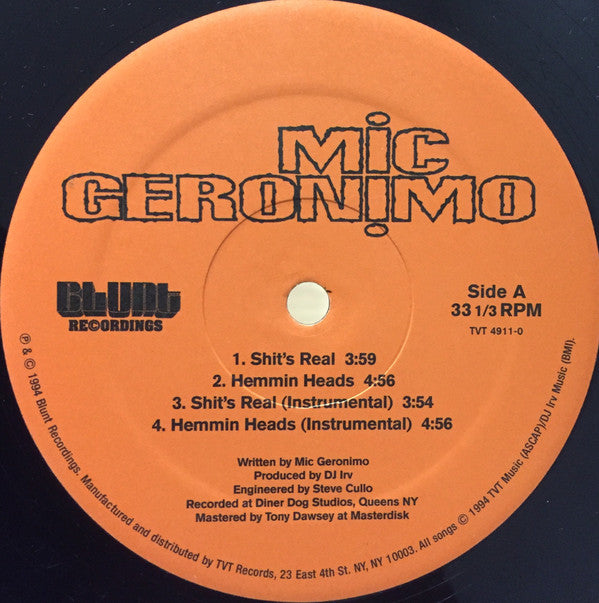 MiC
GERONiMO
BLUNT
RECORDINGS
Side A
33 1/3 RPM
TVT 4911-0
1. Shit's Real 3:59
2. Hemmin Heads 4:56
3. Shit's Real (Instrumental) 3:54
4. Hemmin Heads (Instrumental) 4:56
Written by Mic Geronimo
Produced by DJ Irv
Engineered by Steve Cullo
Recorded at Diner Dog Studios, Queens NY
Mastered by Tony Dawsey at Masterdisk
℗ & © 1994 Blunt Recordings. Manufactured and distributed by TVT Records, 23 East 4th St. NY, NY 10003. All songs © 1994 TVT Music (ASCAP)/DJ Irv Music (BMI).